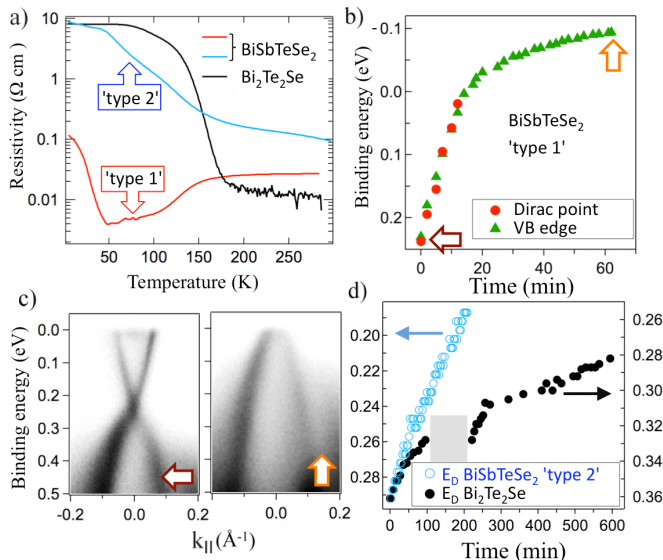 a)
10
1
0.1
0.01
Resistivity (Ω cm)
BiSbTeSe₂
Bi₂Te₂Se
'type 2'
'type 1'
100 150 200 250
Temperature (K)
b)
-0.1
0.0
0.1
0.2
Binding energy (eV)
BiSbTeSe₂
'type 1'
Dirac point
VB edge
0 20 40 60
Time (min)
c)
0.0
0.1
0.2
0.3
0.4
0.5
Binding energy (eV)
-0.2 0.0 0.2 0.0 0.2
k|| (Å⁻¹)
d)
0.20
0.22
0.24
0.26
0.28
0.26
0.28
0.30
0.32
0.33
0.34
0.36
E_D BiSbTeSe₂ 'type 2'
E_D Bi₂Te₂Se
0 100 200 300 400 500 600
Time (min)